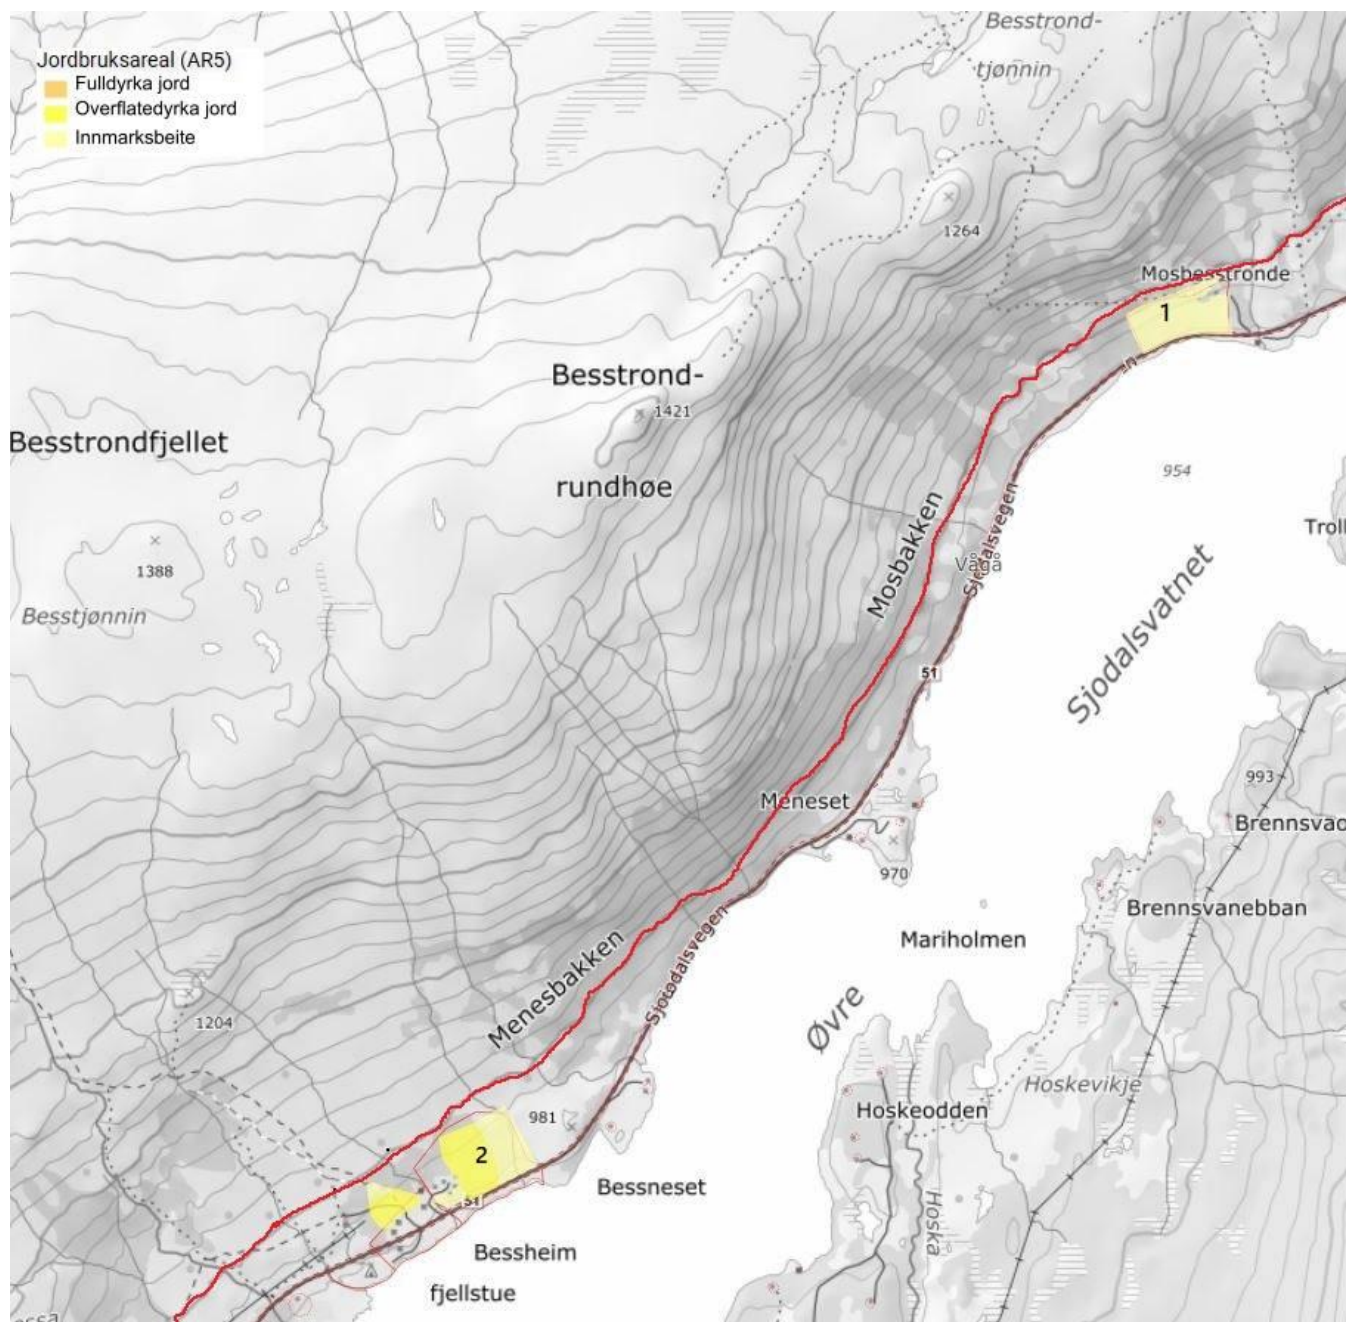 Besstrond-
tjønnin
Jordbruksareal (AR5)
Fulldyrka jord
Overflatedyrka jord
Innmarksbeite
1264
Mosbesstronde
1
Besstrond-
1421
rundhøe
Besstrondfjellet
954
Mosbakken
Sjodalsvegen
Vågå
Troll
1388
Besstjønnin
Sjodalsvatnet
51
993
Meneset
970
Brennsvao
Brennsvanebban
Mariholmen
Menesbakken
Sjodalsvegen
Øvre
1204
Hoskevikje
Hoskeodden
981
2
Bessneset
51
Hoska
Bessheim
fjellstue
essa